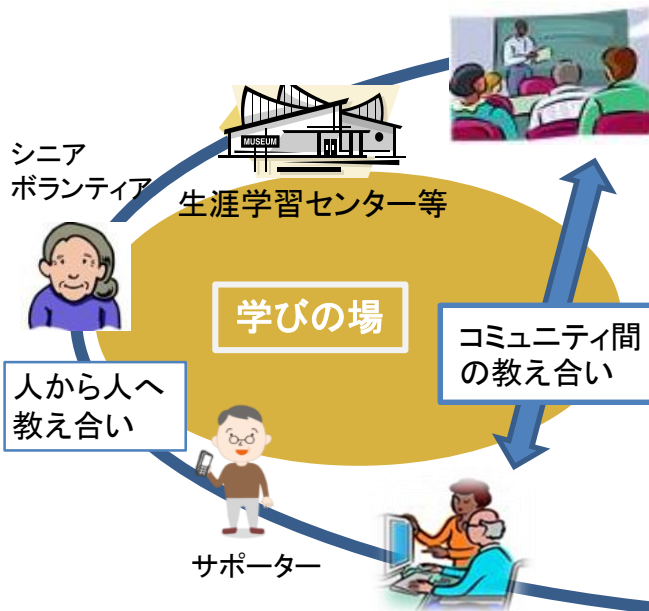 MUSEUM
シニア
ボランティア
生涯学習センター等
学びの場
コミュニティ間
の教え合い
人から人へ
教え合い
サポーター